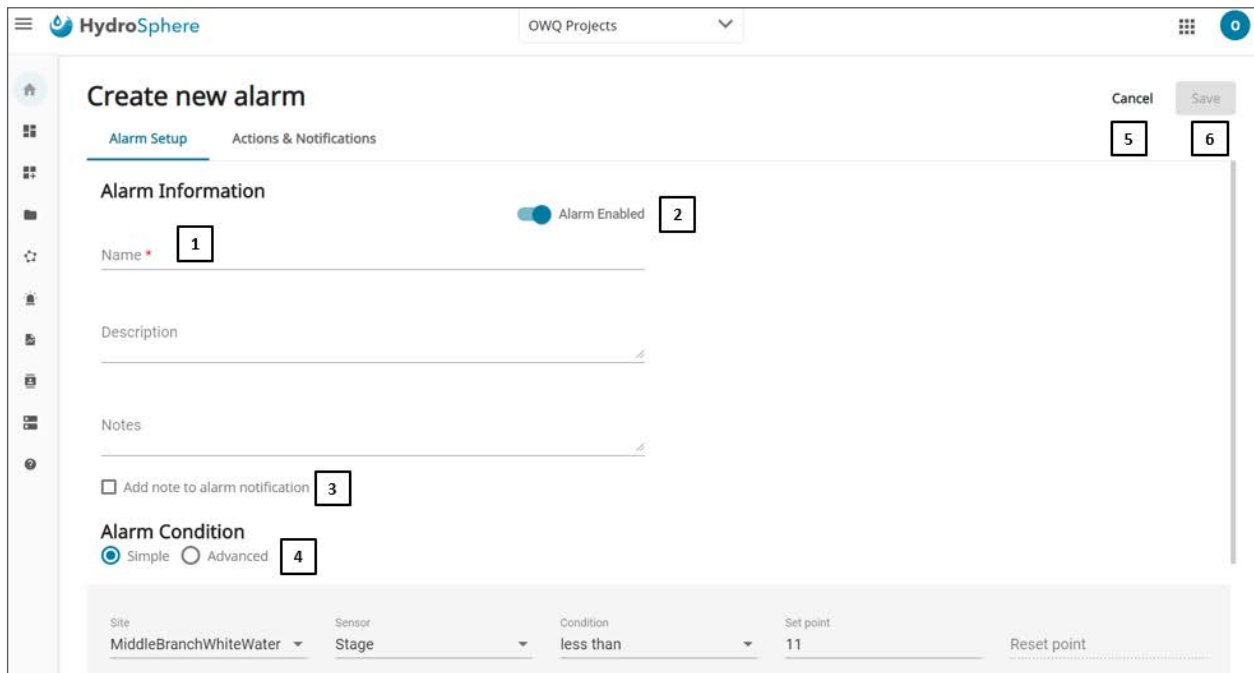 HydroSphere
OWQ Projects
O
Create new alarm
Cancel
Save
Alarm Setup
Actions & Notifications
5
6
Alarm Information
Alarm Enabled
2
1
Name *
Description
Notes
Add note to alarm notification
3
Alarm Condition
Simple
Advanced
4
Site
Sensor
Condition
Set point
MiddleBranchWhiteWater
Stage
less than
11
Reset point